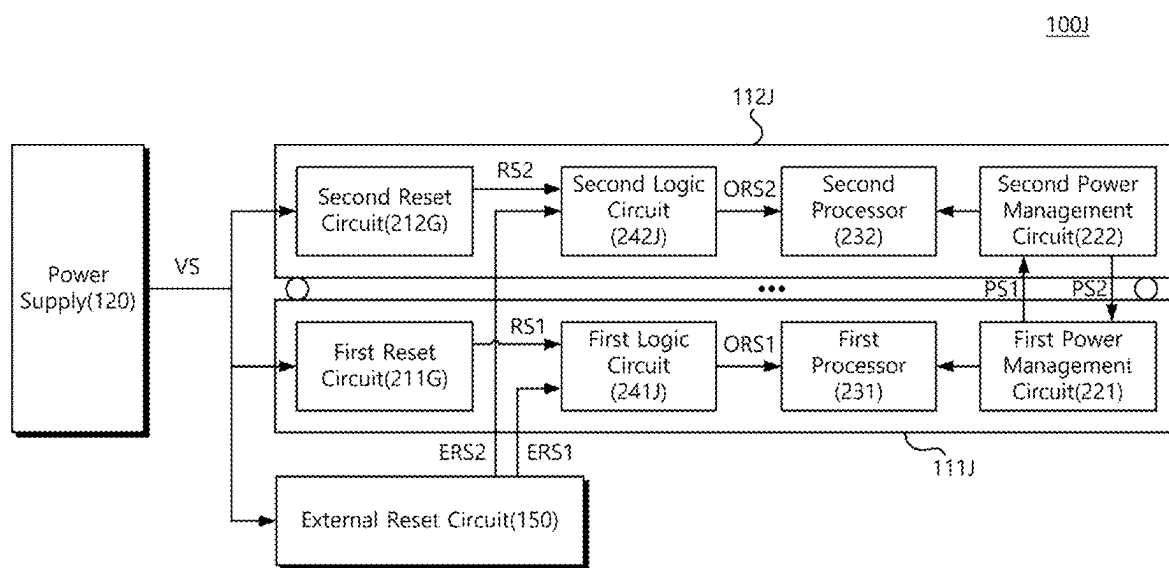 100J
112J
Power
Supply(120)
VS
Second Reset
Circuit(212G)
RS2
Second Logic
Circuit
(242J)
ORS2
Second
Processor
(232)
Second Power
Management
Circuit(222)
•••
PS1
PS2
First Reset
Circuit(211G)
RS1
First Logic
Circuit
(241J)
ORS1
First
Processor
(231)
First Power
Management
Circuit(221)
ERS2
ERS1
111J
External Reset Circuit(150)